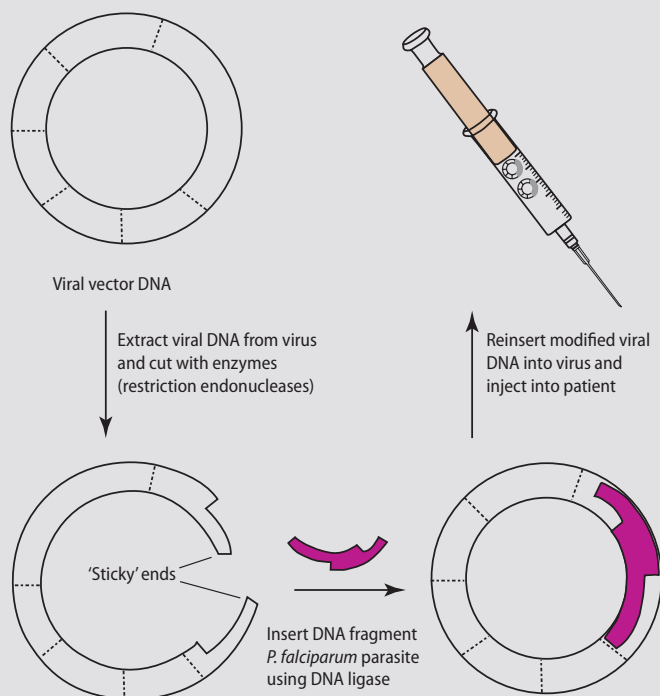 Viral vector DNA
Extract viral DNA from virus
and cut with enzymes
(restriction endonucleases)
Reinsert modified viral
DNA into virus and
inject into patient
'Sticky' ends
Insert DNA fragment
P. falciparum parasite
using DNA ligase